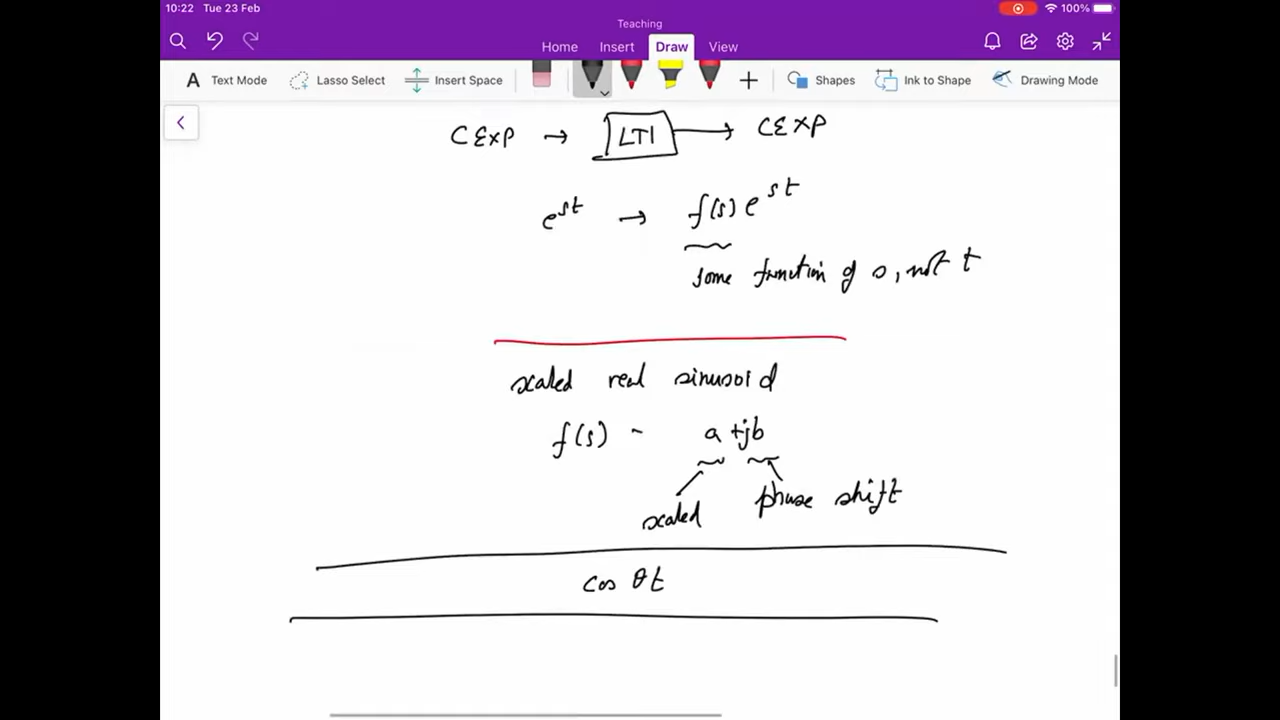 10:22 Tue 23 Feb 100%
Teaching
Home Insert Draw View
Text Mode Lasso Select Insert Space Shapes Ink to Shape Drawing Mode
CEXP → LTI → CEXP
e^st → f(s) e^st
some function of s, not t
scaled real sinusoid
f(s) - a + jb
scaled phase shift
cos θt